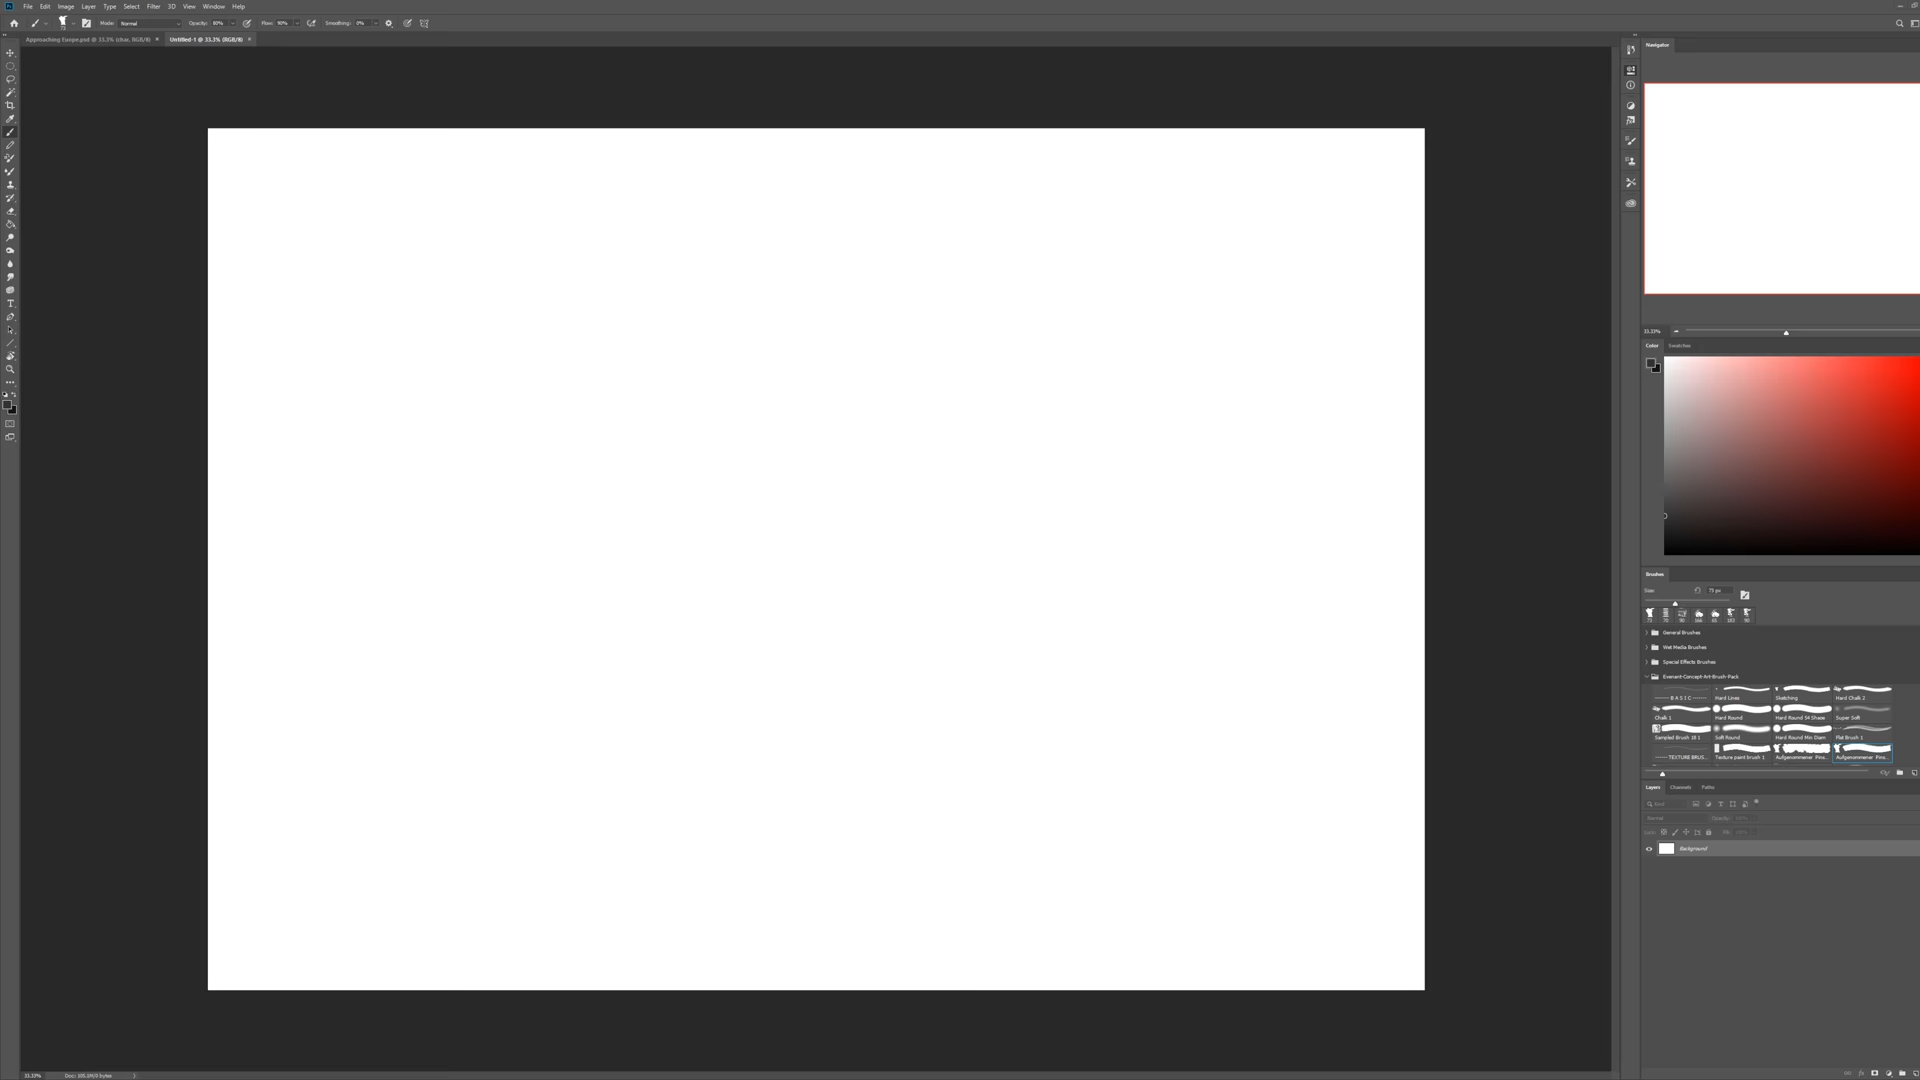 File Edit Image Layer Type Select Filter 3D View Window Help
73 Mode: Normal Opacity: 80% Flow: 90% Smoothing: 0%
Approaching Europe.psd @ 33.3% (char, RGB/8) × Untitled-1 @ 33.3% (RGB/8) ×
Navigator
33.33%
Color Swatches
Brushes
Size: 73 px
General Brushes
Wet Media Brushes
Special Effects Brushes
Evenant-Concept-Art-Brush-Pack
B A S I C Hard Lines Sketching Hard Chalk 2
Chalk 1 Hard Round Hard Round 54 Shape Super Soft
Sampled Brush 18 1 Soft Round Hard Round Min Diam Flat Brush 1
TEXTURE BRUS... Texture paint brush 1 Aufgenommener Pins... Aufgenommener Pins...
Layers Channels Paths
Kind
Normal Opacity:
Background
33.33% Doc: 105.1M/0 bytes